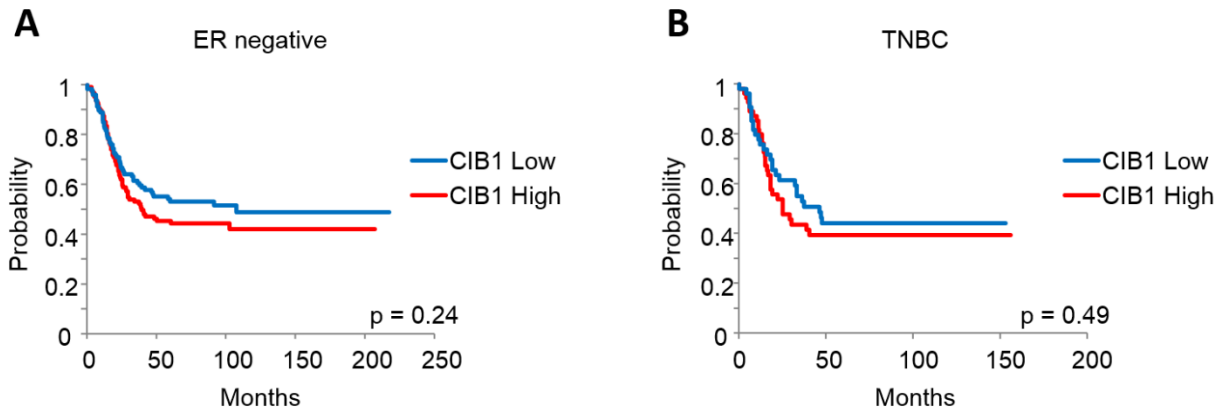 A
ER negative
Probability
1
0.8
0.6
0.4
0.2
0
0 50 100 150 200 250
Months
CIB1 Low
CIB1 High
p = 0.24
B
TNBC
Probability
1
0.8
0.6
0.4
0.2
0
0 50 100 150 200
Months
CIB1 Low
CIB1 High
p = 0.49